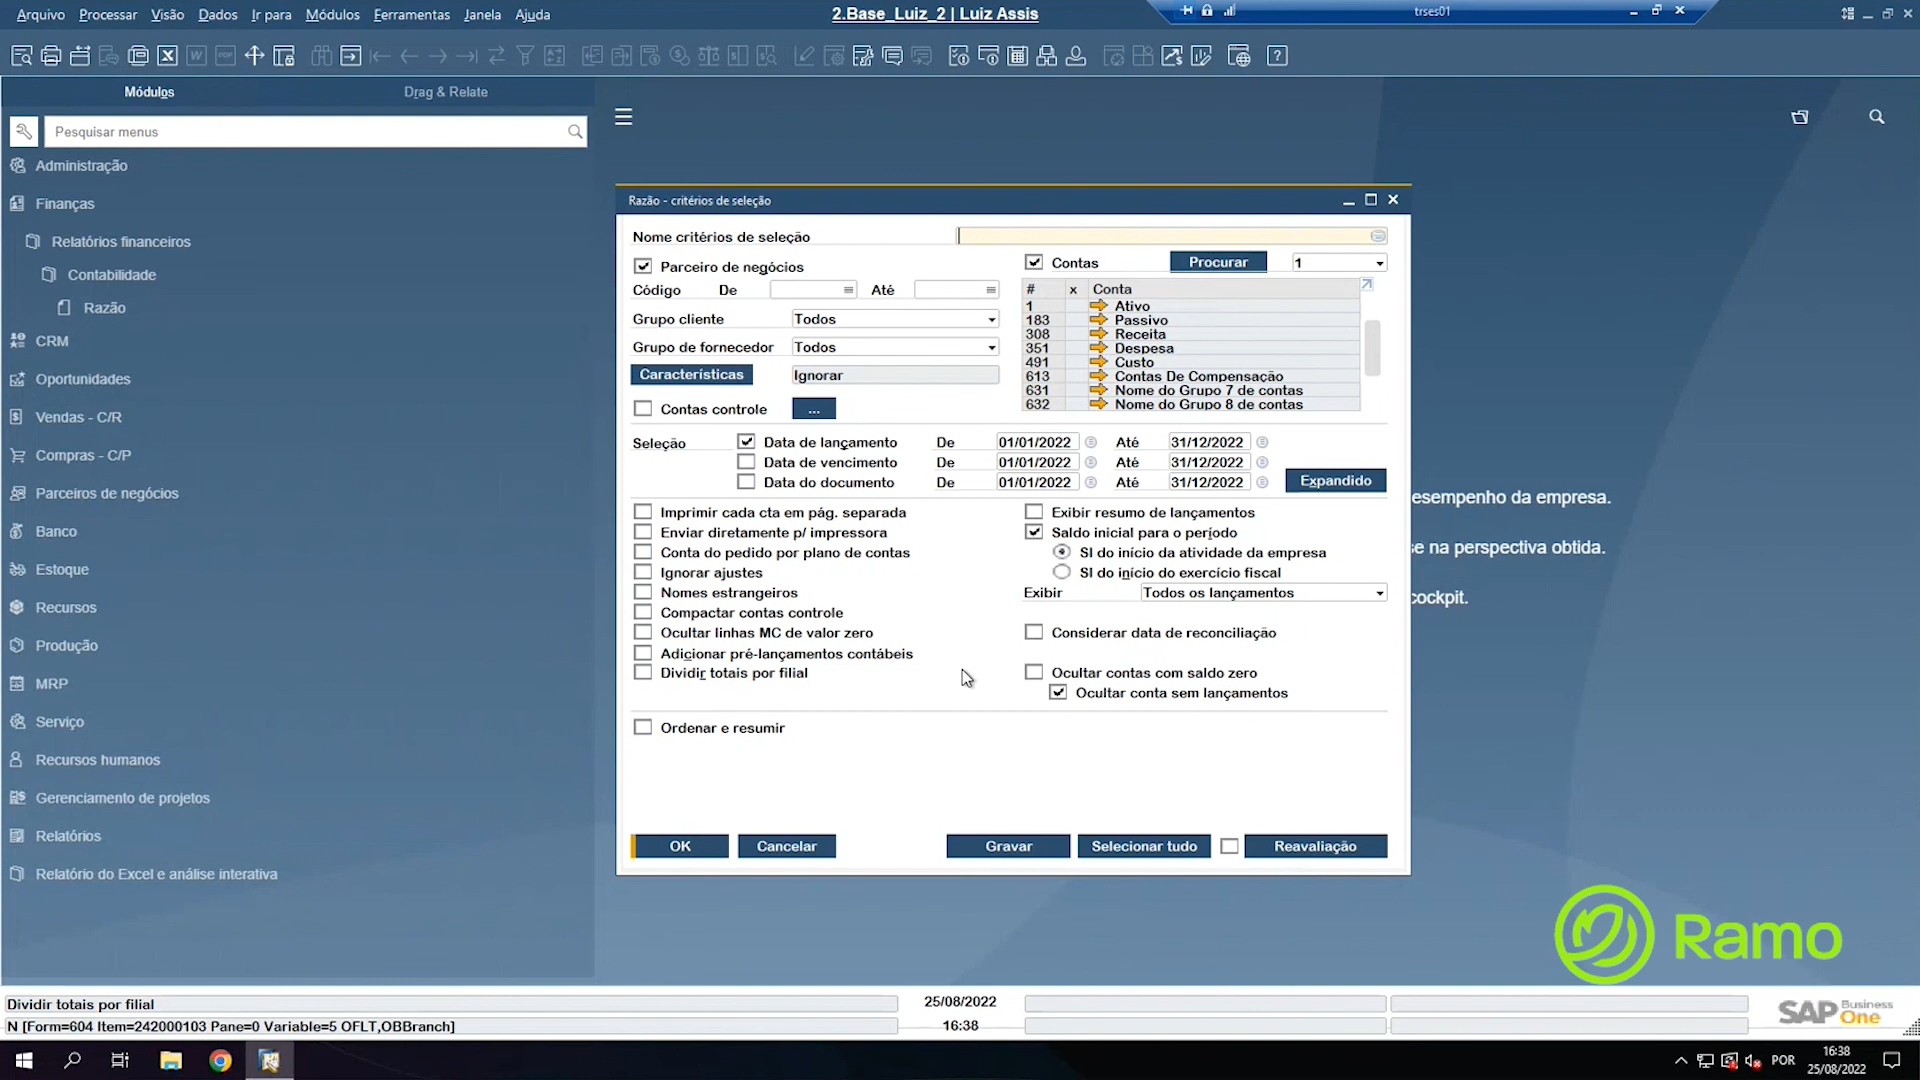 Arquivo Processar Visão Dados Ir para Módulos Ferramentas Janela Ajuda
2.Base_Luiz_2 | Luiz Assis
trses01
Módulos Drag & Relate
Pesquisar menus
Administração
Finanças
Relatórios financeiros
Contabilidade
Razão
CRM
Oportunidades
Vendas - C/R
Compras - C/P
Parceiros de negócios
Banco
Estoque
Recursos
Produção
MRP
Serviço
Recursos humanos
Gerenciamento de projetos
Relatórios
Relatório do Excel e análise interativa
Razão - critérios de seleção
Nome critérios de seleção
Parceiro de negócios
Código De Até
Grupo cliente Todos
Grupo de fornecedor Todos
Características Ignorar
Contas controle ...
Contas Procurar 1
# x Conta
1 Ativo
183 Passivo
308 Receita
351 Despesa
491 Custo
613 Contas De Compensação
631 Nome do Grupo 7 de contas
632 Nome do Grupo 8 de contas
Seleção Data de lançamento De 01/01/2022 Até 31/12/2022
Data de vencimento De 01/01/2022 Até 31/12/2022
Data do documento De 01/01/2022 Até 31/12/2022
Expandido
Imprimir cada cta em pág. separada
Enviar diretamente p/ impressora
Conta do pedido por plano de contas
Ignorar ajustes
Nomes estrangeiros
Compactar contas controle
Ocultar linhas MC de valor zero
Adicionar pré-lançamentos contábeis
Dividir totais por filial
Exibir resumo de lançamentos
Saldo inicial para o período
SI do início da atividade da empresa
SI do início do exercício fiscal
Exibir Todos os lançamentos
Considerar data de reconciliação
Ocultar contas com saldo zero
Ocultar conta sem lançamentos
Ordenar e resumir
OK Cancelar Gravar Selecionar tudo Reavaliação
esempenho da empresa.
se na perspectiva obtida.
cockpit.
Ramo
Dividir totais por filial
25/08/2022
N [Form=604 Item=242000103 Pane=0 Variable=5 OFLT,OBBranch]
16:38
SAP Business One
POR
16:38
25/08/2022